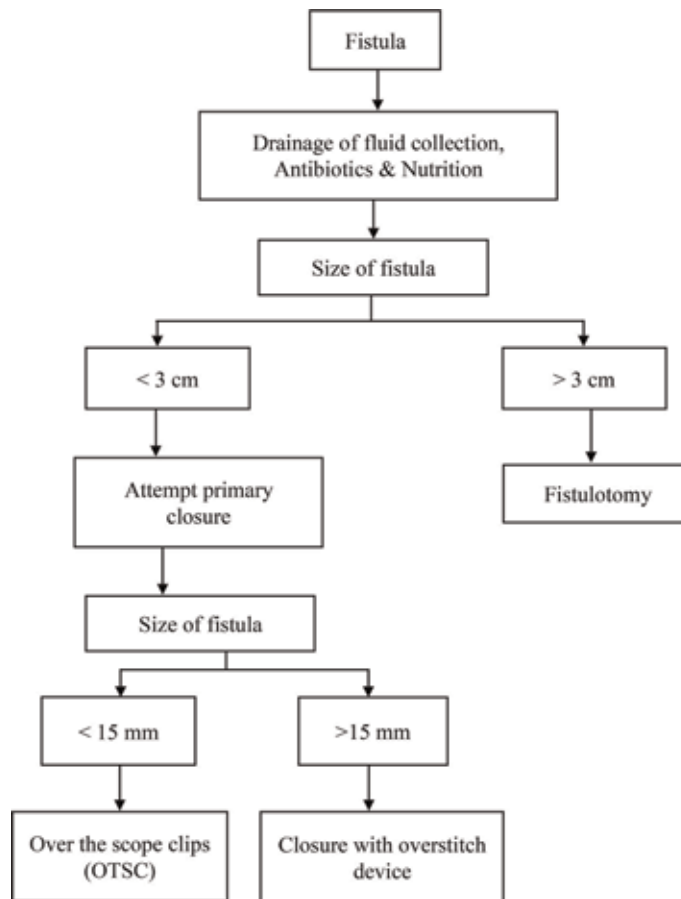 Fistula
Drainage of fluid collection,
Antibiotics & Nutrition
Size of fistula
< 3 cm
> 3 cm
Attempt primary
closure
Fistulotomy
Size of fistula
< 15 mm
>15 mm
Over the scope clips
(OTSC)
Closure with overstitch
device